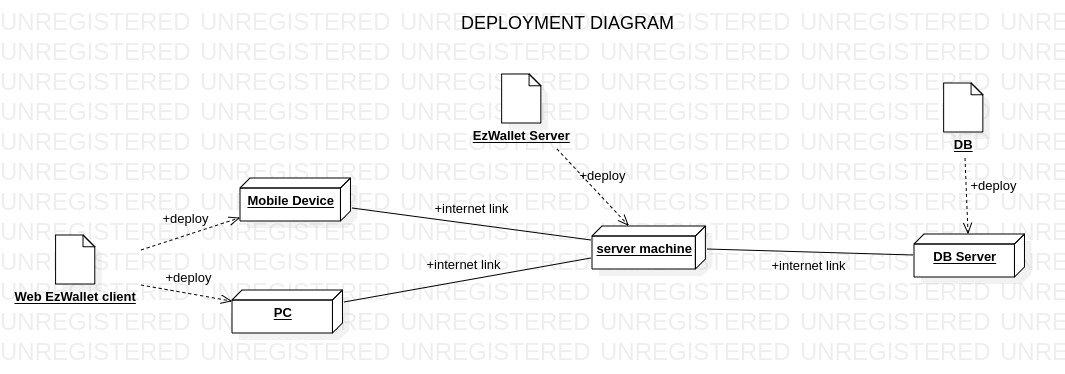 DEPLOYMENT DIAGRAM
UNREGISTERED UNREGISTERED UNREGISTERED UNREGISTERED UNREGISTERED UNRE
EzWallet Server
DB
+deploy
+deploy
Mobile Device
+internet link
+deploy
server machine
DB Server
+internet link
+internet link
+deploy
Web EzWallet client
PC